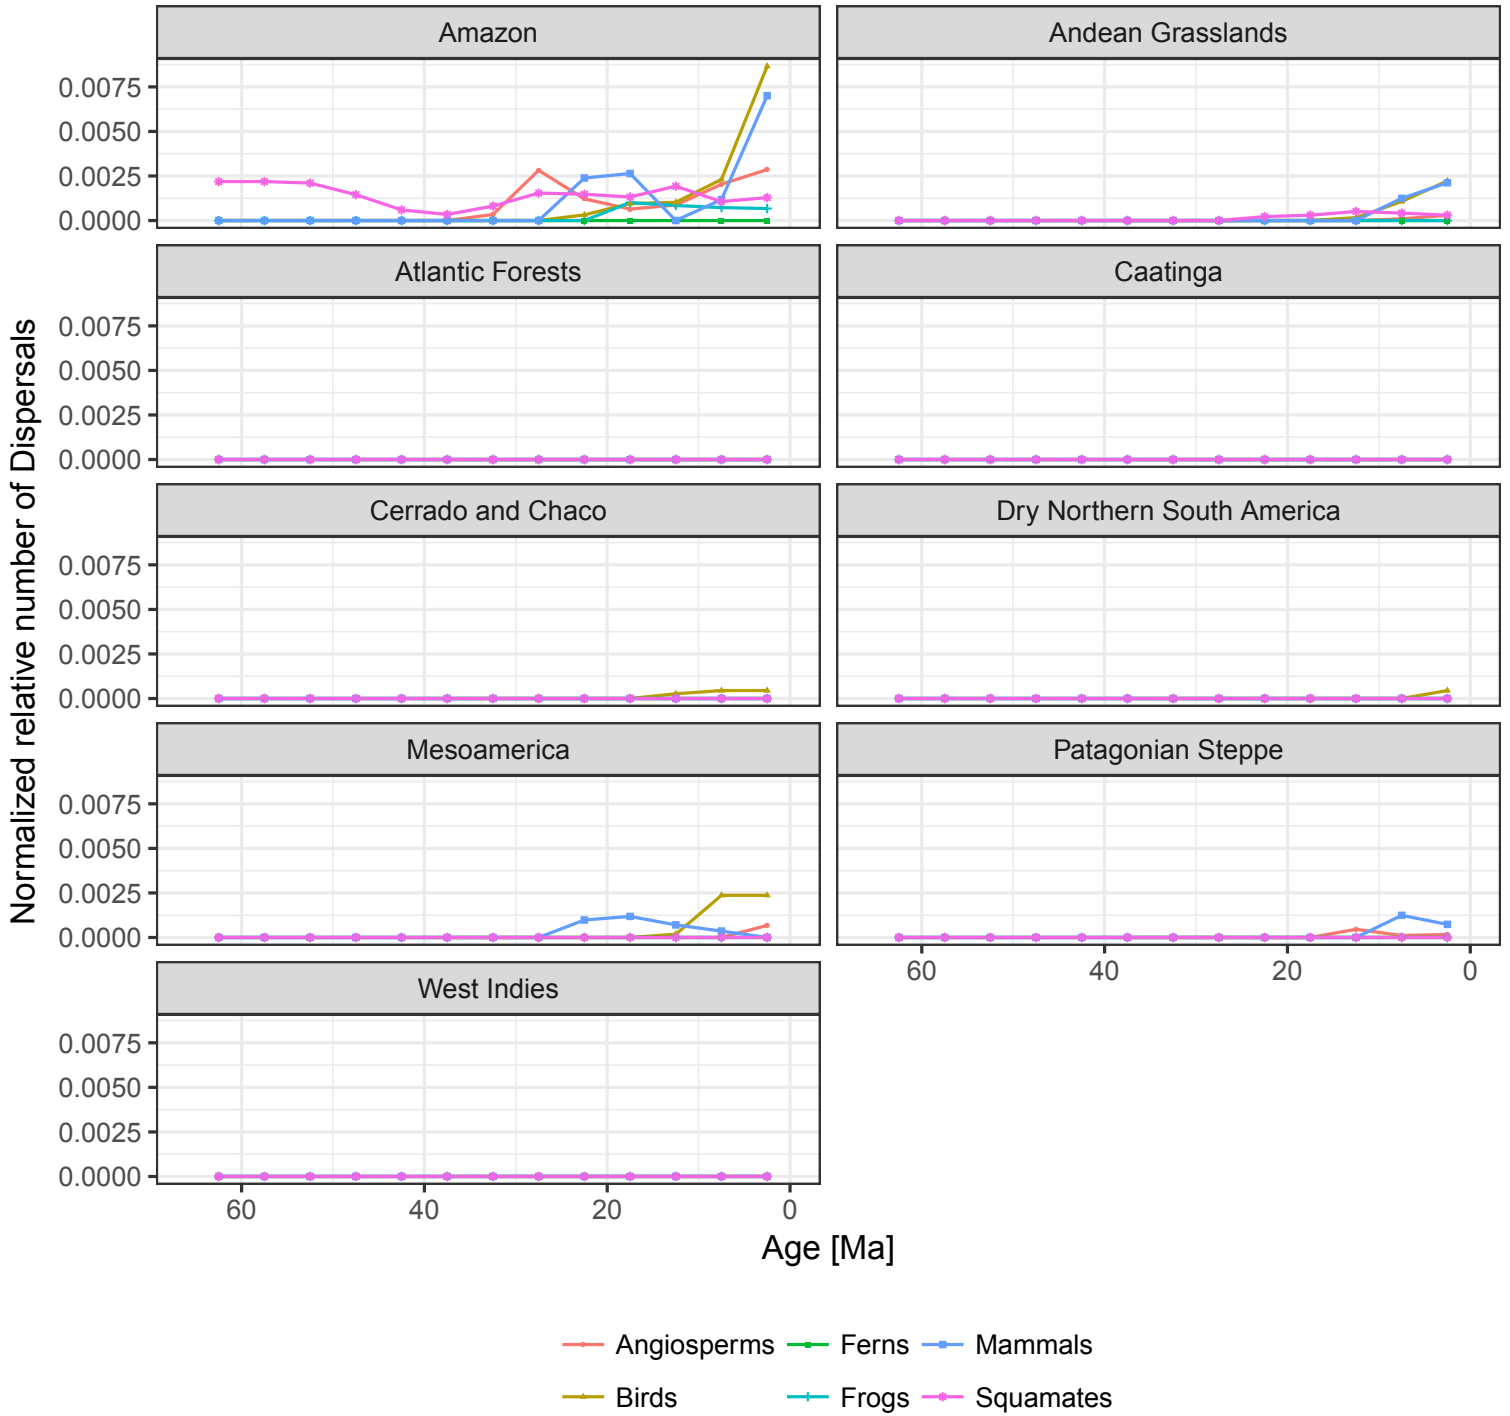 Amazon
Andean Grasslands
0.0075
0.0050
0.0025
0.0000
Atlantic Forests
Caatinga
0.0075
0.0050
0.0025
0.0000
Cerrado and Chaco
Dry Northern South America
0.0075
0.0050
0.0025
0.0000
Mesoamerica
Patagonian Steppe
0.0075
0.0050
0.0025
0.0000
60 40 20 0
West Indies
0.0075
0.0050
0.0025
0.0000
60 40 20 0
Normalized relative number of Dispersals
Age [Ma]
Angiosperms Ferns Mammals
Birds Frogs Squamates